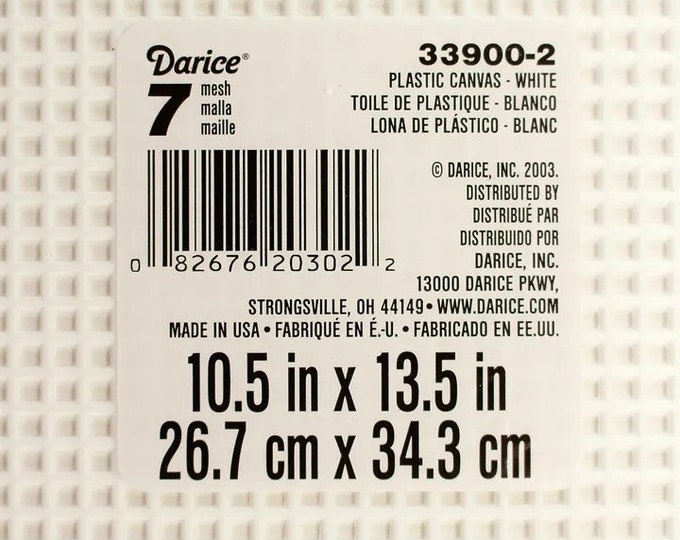 Darice®
33900-2
7 mesh
malla
maille
PLASTIC CANVAS - WHITE
TOILE DE PLASTIQUE - BLANCO
LONA DE PLÁSTICO - BLANC
© DARICE, INC. 2003.
DISTRIBUTED BY
DISTRIBUÉ PAR
DISTRIBUIDO POR
DARICE, INC.
0 82676 20302 2
13000 DARICE PKWY,
STRONGSVILLE, OH 44149 • WWW.DARICE.COM
MADE IN USA • FABRIQUÉ EN É.-U. • FABRICADO EN EE.UU.
10.5 in x 13.5 in
26.7 cm x 34.3 cm